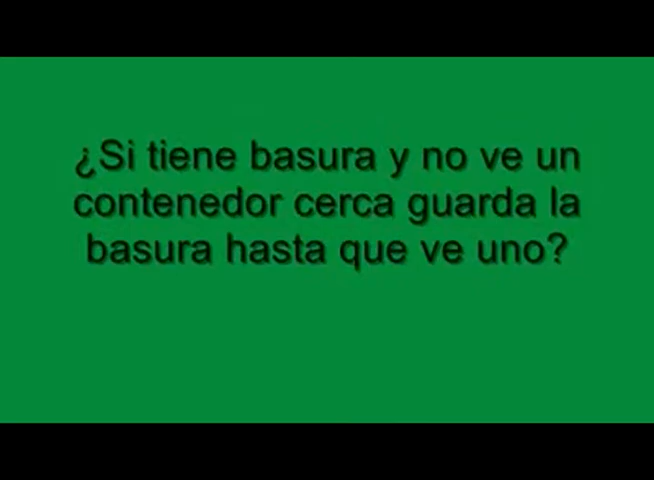 ¿Si tiene basura y no ve un
contenedor cerca guarda la
basura hasta que ve uno?